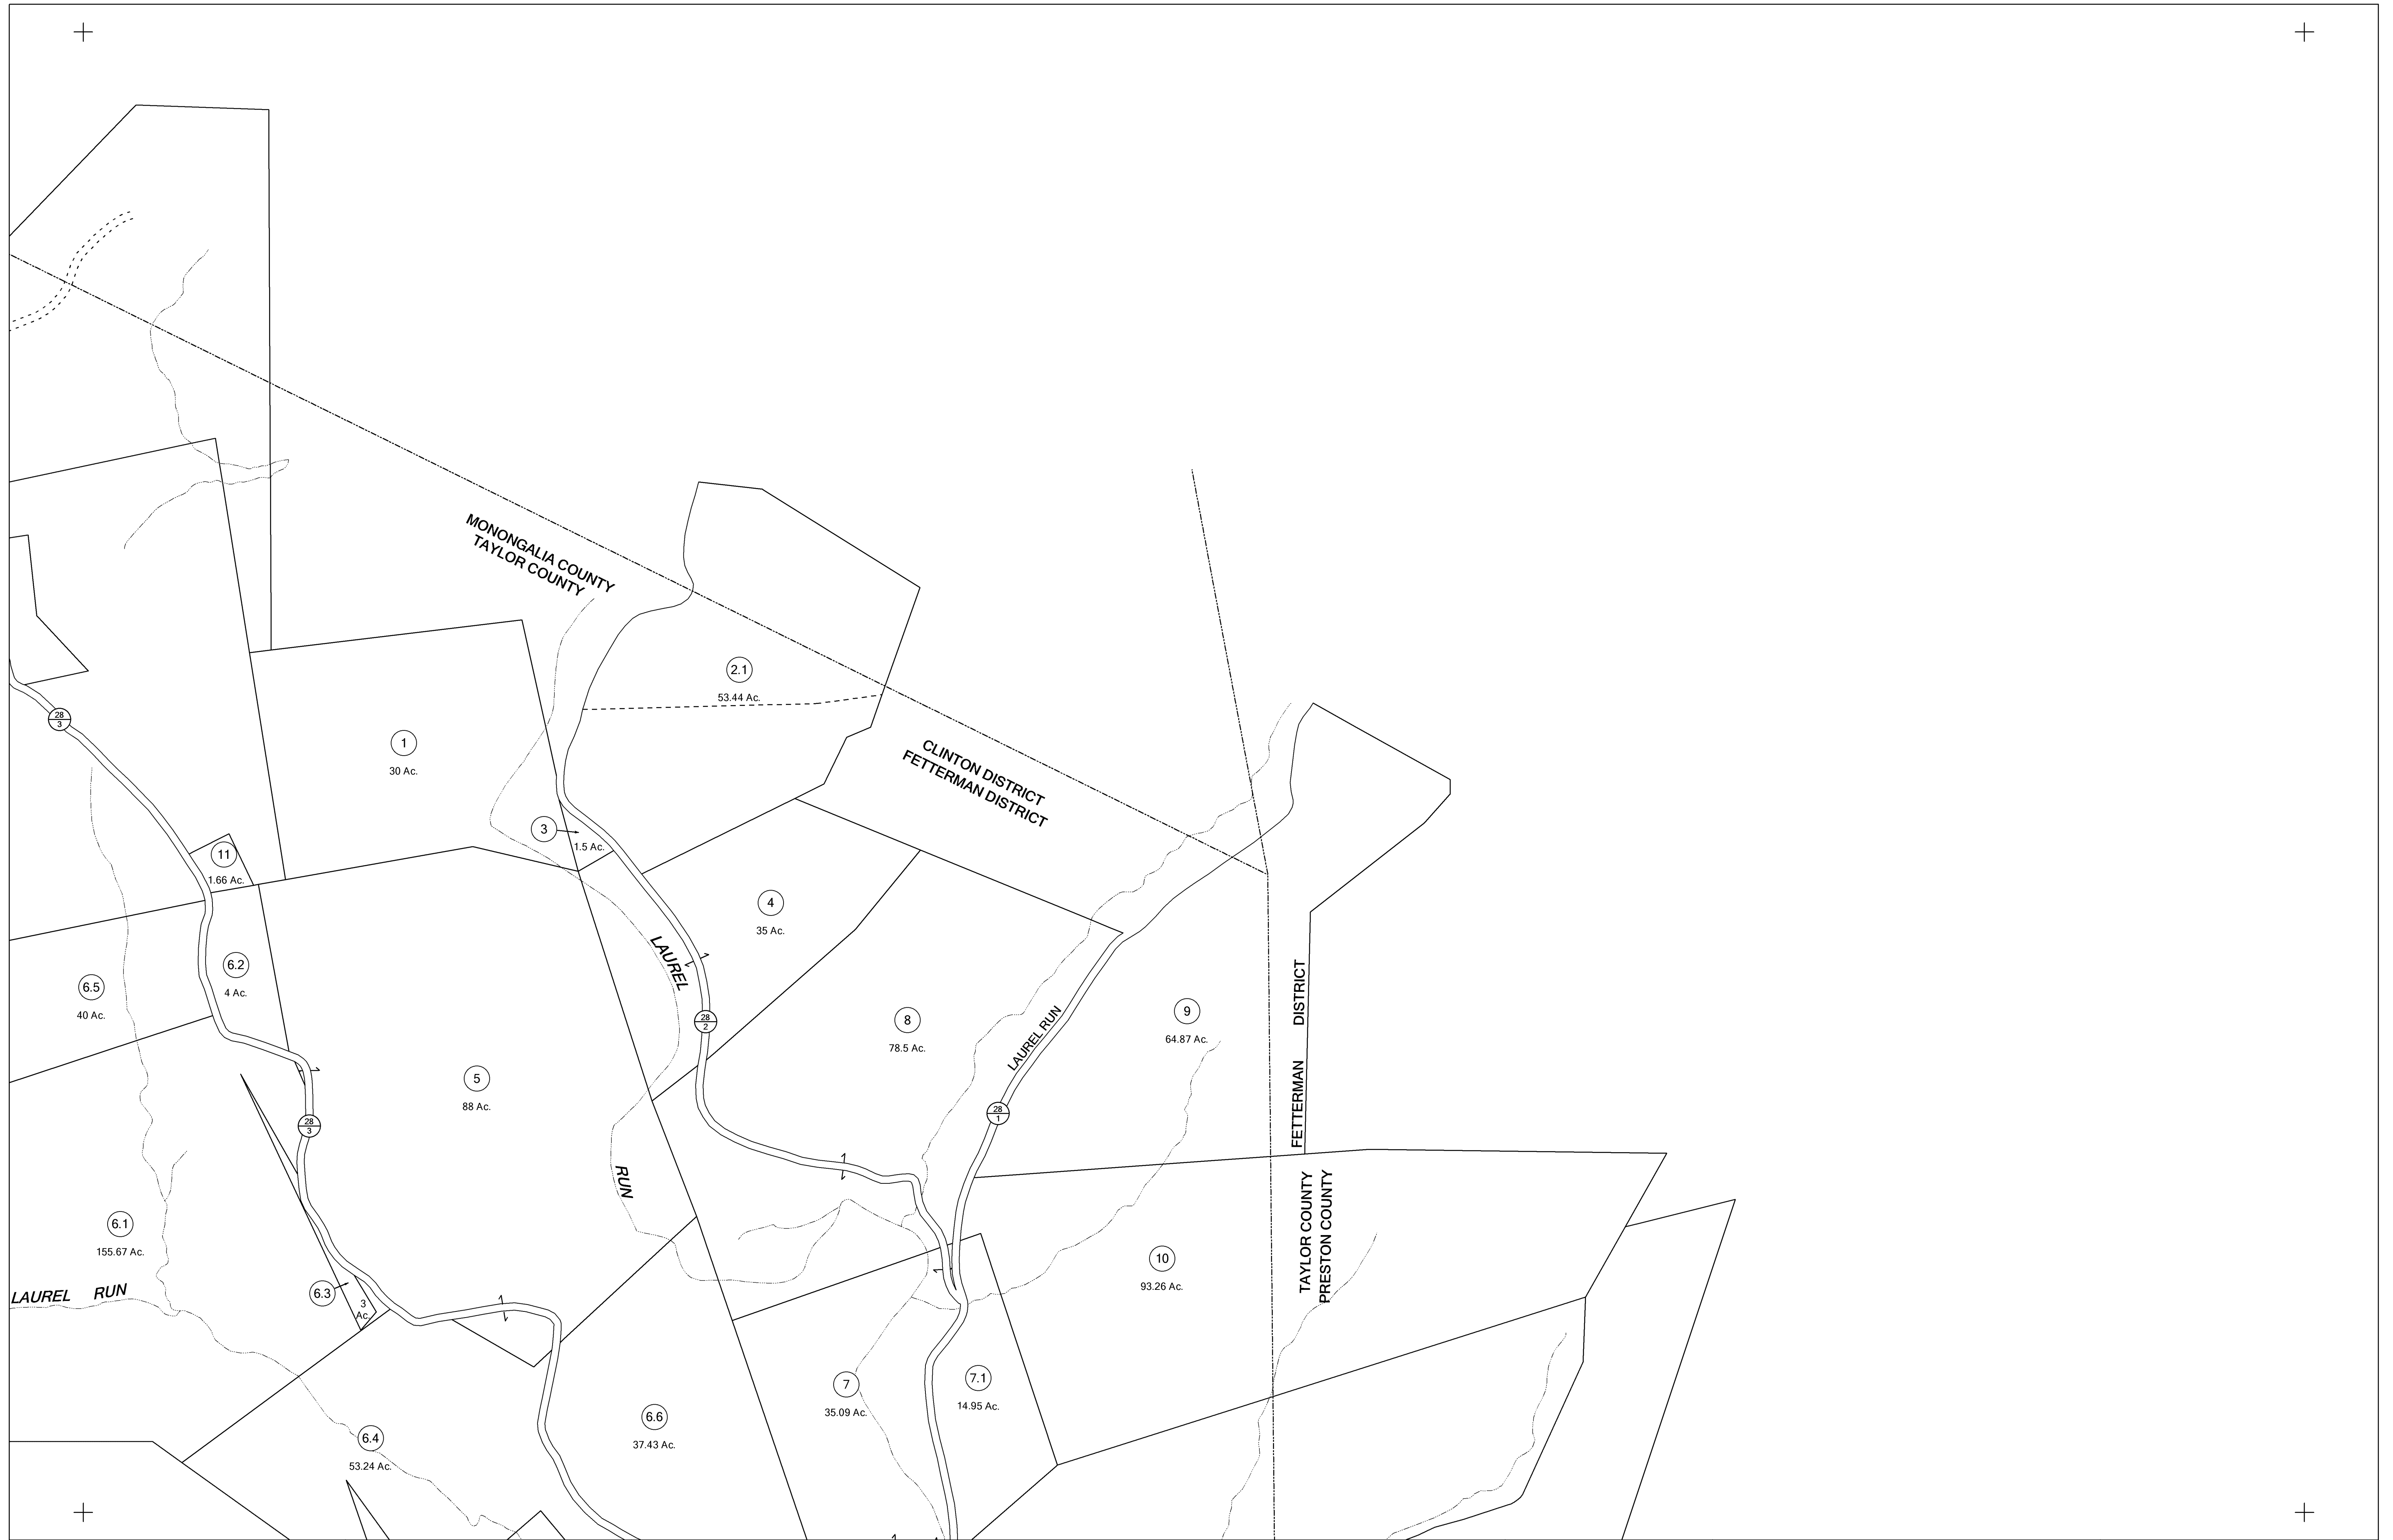 MONONGALIA COUNTY
TAYLOR COUNTY
2.1
53.44 Ac.
28
3
1
30 Ac.
CLINTON DISTRICT
FETTERMAN DISTRICT
3
1.5 Ac.
11
1.66 Ac.
4
35 Ac.
LAUREL
6.2
4 Ac.
6.5
40 Ac.
28
2
8
78.5 Ac.
LAUREL RUN
9
64.87 Ac.
FETTERMAN DISTRICT
5
88 Ac.
28
1
28
3
RUN
6.1
155.67 Ac.
10
93.26 Ac.
TAYLOR COUNTY
PRESTON COUNTY
LAUREL RUN
6.3
3
Ac.
7
35.09 Ac.
7.1
14.95 Ac.
6.6
37.43 Ac.
6.4
53.24 Ac.